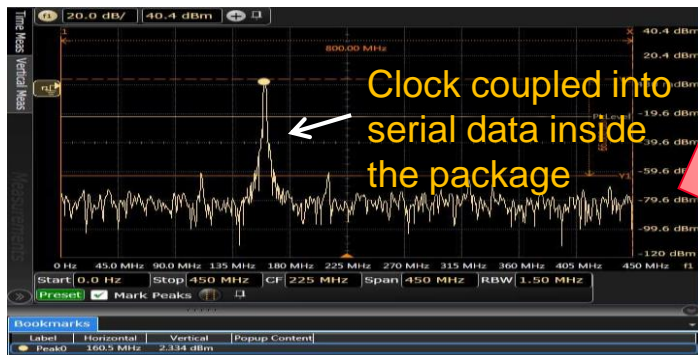 f1 20.0 dB/ 40.4 dBm
Time Meas
Vertical Meas
Measurements
1
800.00 MHz
40.4 dBm
20.4 dBm
Clock coupled into
serial data inside
the package
dBm
-19.6 dBm
-39.6 dBm
-59.6 dBm
Y1
-79.6 dBm
-99.6 dBm
-120 dBm
0 Hz 45.0 MHz 90.0 MHz 135 MHz 180 MHz 225 MHz 270 MHz 315 MHz 360 MHz 405 MHz 450 MHz f1
Start 0.0 Hz Stop 450 MHz CF 225 MHz Span 450 MHz RBW 1.50 MHz
Preset Mark Peaks
Bookmarks
Label Horizontal Vertical Popup Content
Peak0 160.5 MHz 2.334 dBm